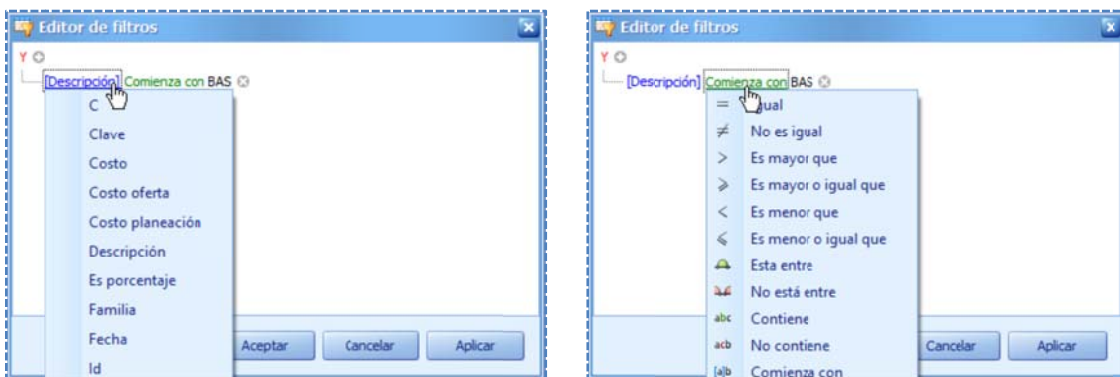 Editor de filtros
Y
[Descripción] Comienza con BAS
C
Clave
Costo
Costo oferta
Costo planeación
Descripción
Es porcentaje
Familia
Fecha
Id
Aceptar Cancelar Aplicar
Editor de filtros
Y
[Descripción] Comienza con BAS
= Igual
≠ No es igual
> Es mayor que
⩾ Es mayor o igual que
< Es menor que
⩽ Es menor o igual que
Esta entre
No está entre
abc Contiene
acb No contiene
[a]b Comienza con
Cancelar Aplicar